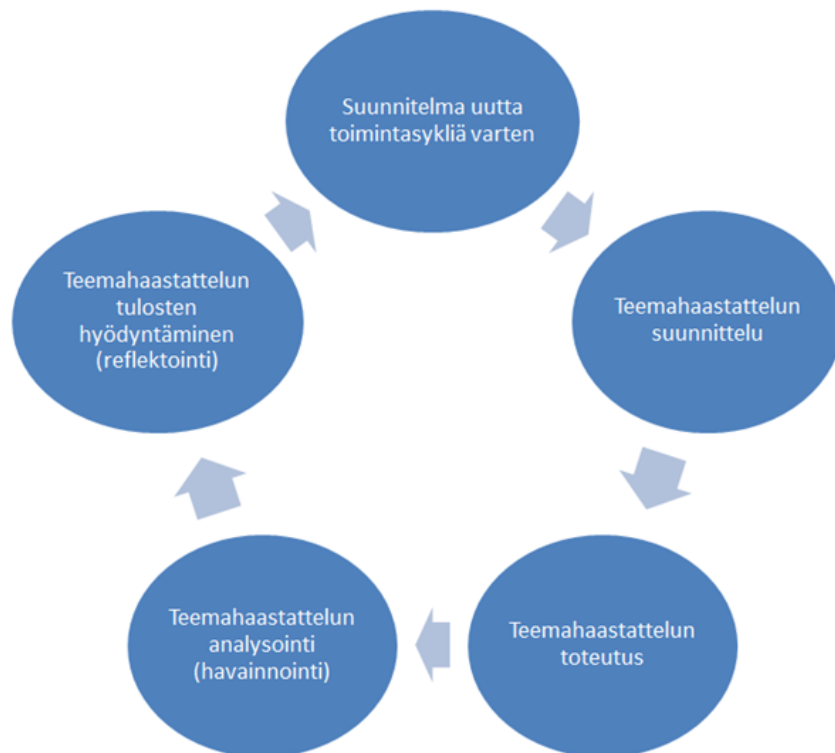 Suunnitelma uutta
toimintasykliä varten
Teemahaastattelun
suunnittelu
Teemahaastattelun
toteutus
Teemahaastattelun
analysointi
(havainnointi)
Teemahaastattelun
tulosten
hyödyntäminen
(reflektointi)